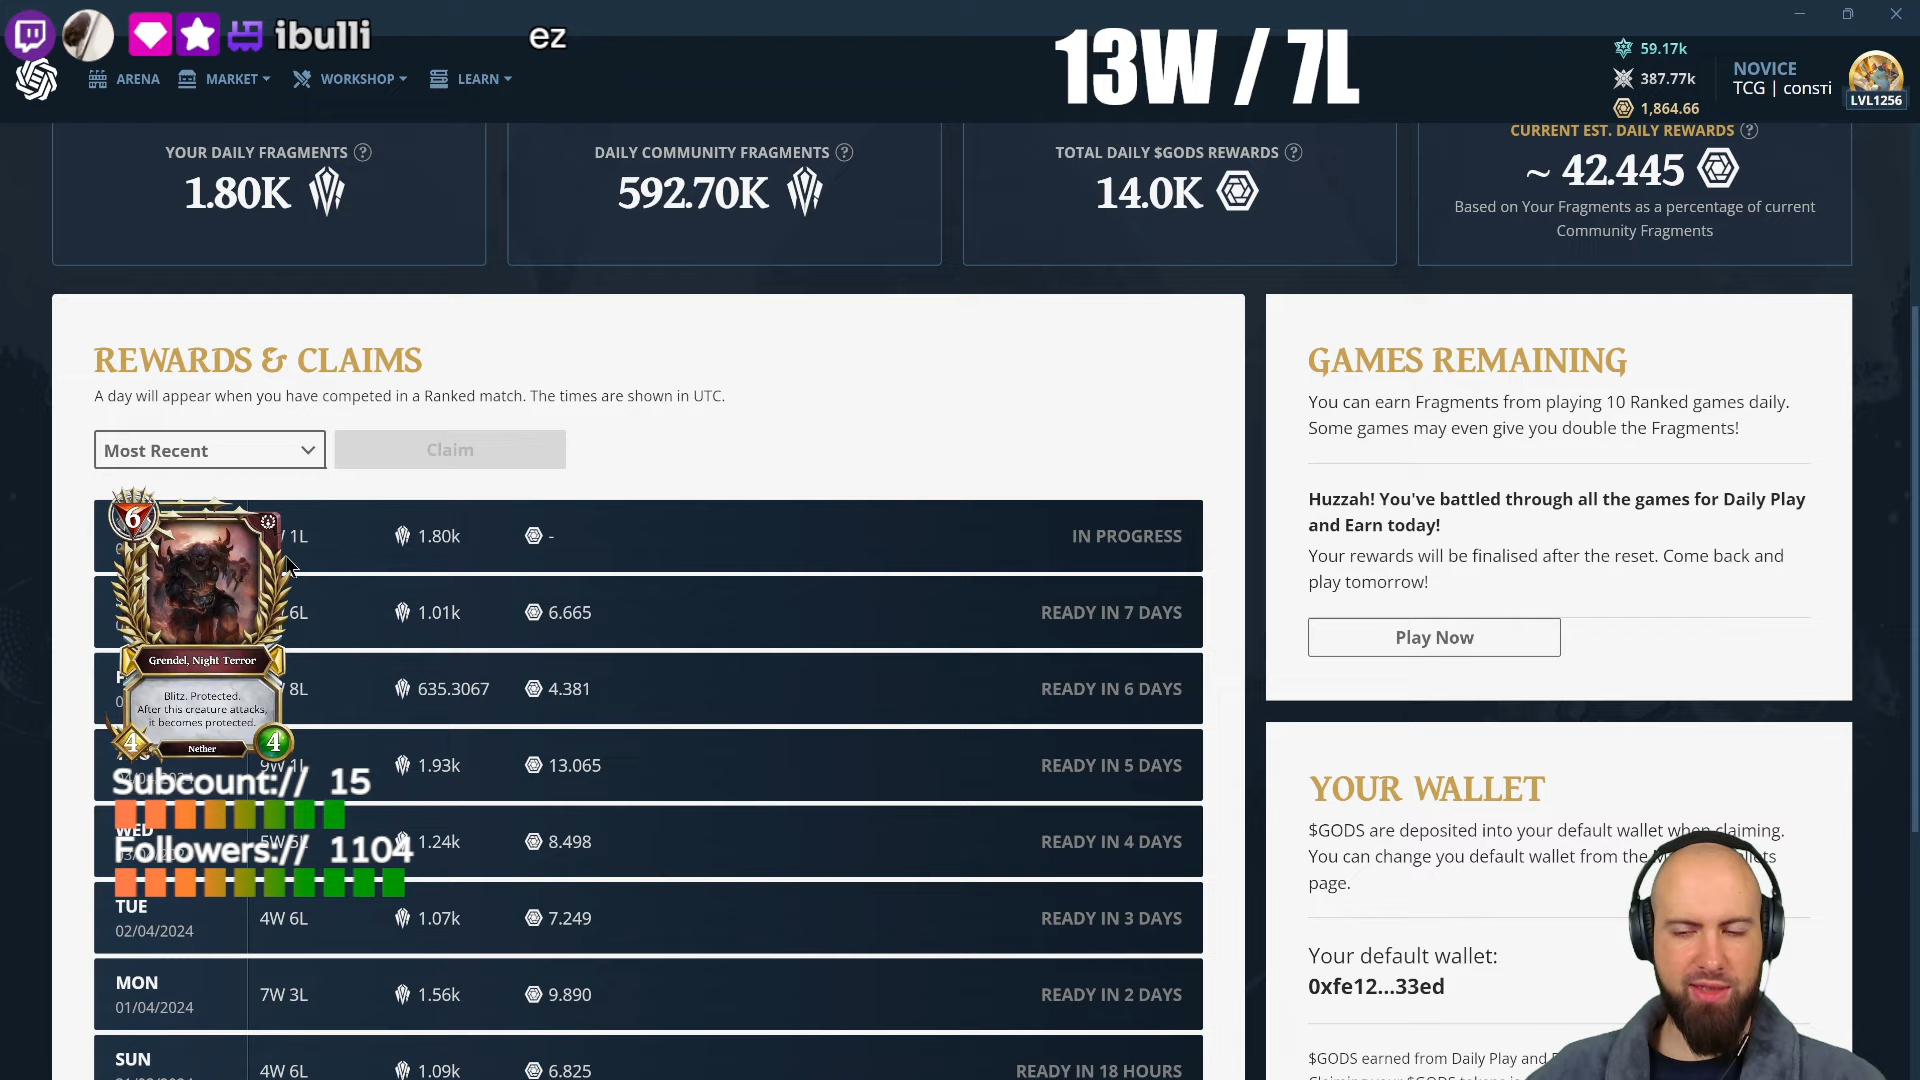 ibulli
ez
13W / 7L
ARENA
MARKET
WORKSHOP
LEARN
59.17k
387.77k
1,864.66
NOVICE
TCG | consтi
LVL1256
YOUR DAILY FRAGMENTS ?
1.80K
DAILY COMMUNITY FRAGMENTS ?
592.70K
TOTAL DAILY $GODS REWARDS ?
14.0K
CURRENT EST. DAILY REWARDS ?
~ 42.445
Based on Your Fragments as a percentage of current
Community Fragments
REWARDS & CLAIMS
A day will appear when you have competed in a Ranked match. The times are shown in UTC.
Most Recent
Claim
1L
1.80k
-
IN PROGRESS
6L
1.01k
6.665
READY IN 7 DAYS
8L
635.3067
4.381
READY IN 6 DAYS
9W 1L
1.93k
13.065
READY IN 5 DAYS
WED
5W 5L
1.24k
8.498
READY IN 4 DAYS
TUE
02/04/2024
4W 6L
1.07k
7.249
READY IN 3 DAYS
MON
01/04/2024
7W 3L
1.56k
9.890
READY IN 2 DAYS
SUN
4W 6L
1.09k
6.825
READY IN 18 HOURS
6
Grendel, Night Terror
Blitz. Protected.
After this creature attacks,
it becomes protected.
4
Nether
4
Subcount:// 15
Followers:// 1104
GAMES REMAINING
You can earn Fragments from playing 10 Ranked games daily.
Some games may even give you double the Fragments!
Huzzah! You've battled through all the games for Daily Play
and Earn today!
Your rewards will be finalised after the reset. Come back and
play tomorrow!
Play Now
YOUR WALLET
$GODS are deposited into your default wallet when claiming.
You can change you default wallet from the
page.
Your default wallet:
0xfe12...33ed
$GODS earned from Daily Play and